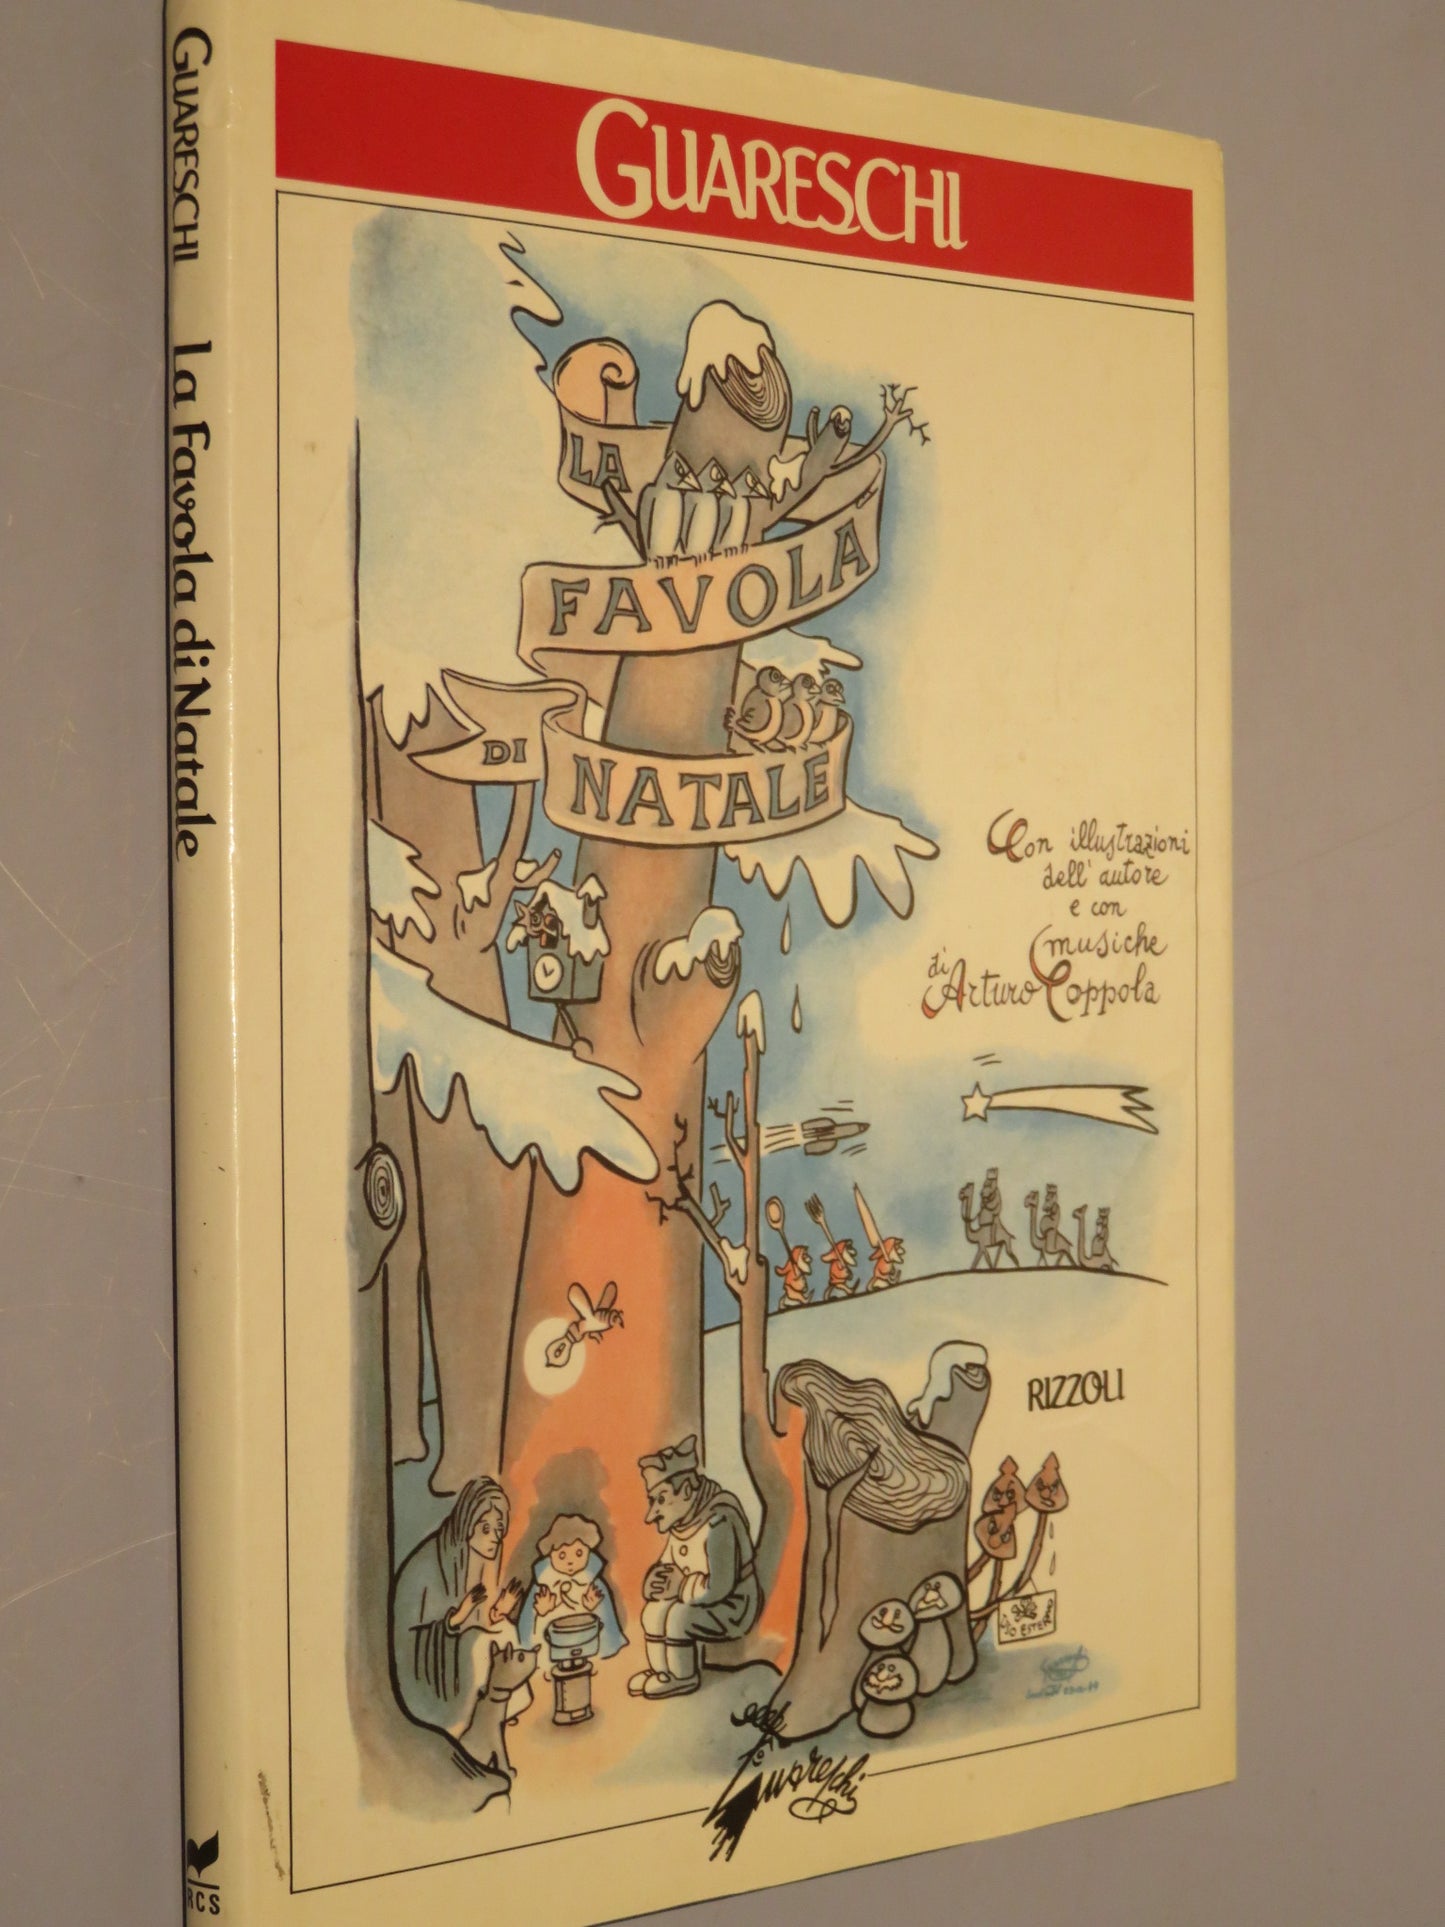 GUARESCHI La Favola di Natale
RCS
GUARESCHI
LA
FAVOLA
DI
NATALE
Con illustrazioni
dell'autore
e con
musiche
di
Arturo Coppola
RIZZOLI
Guareschi